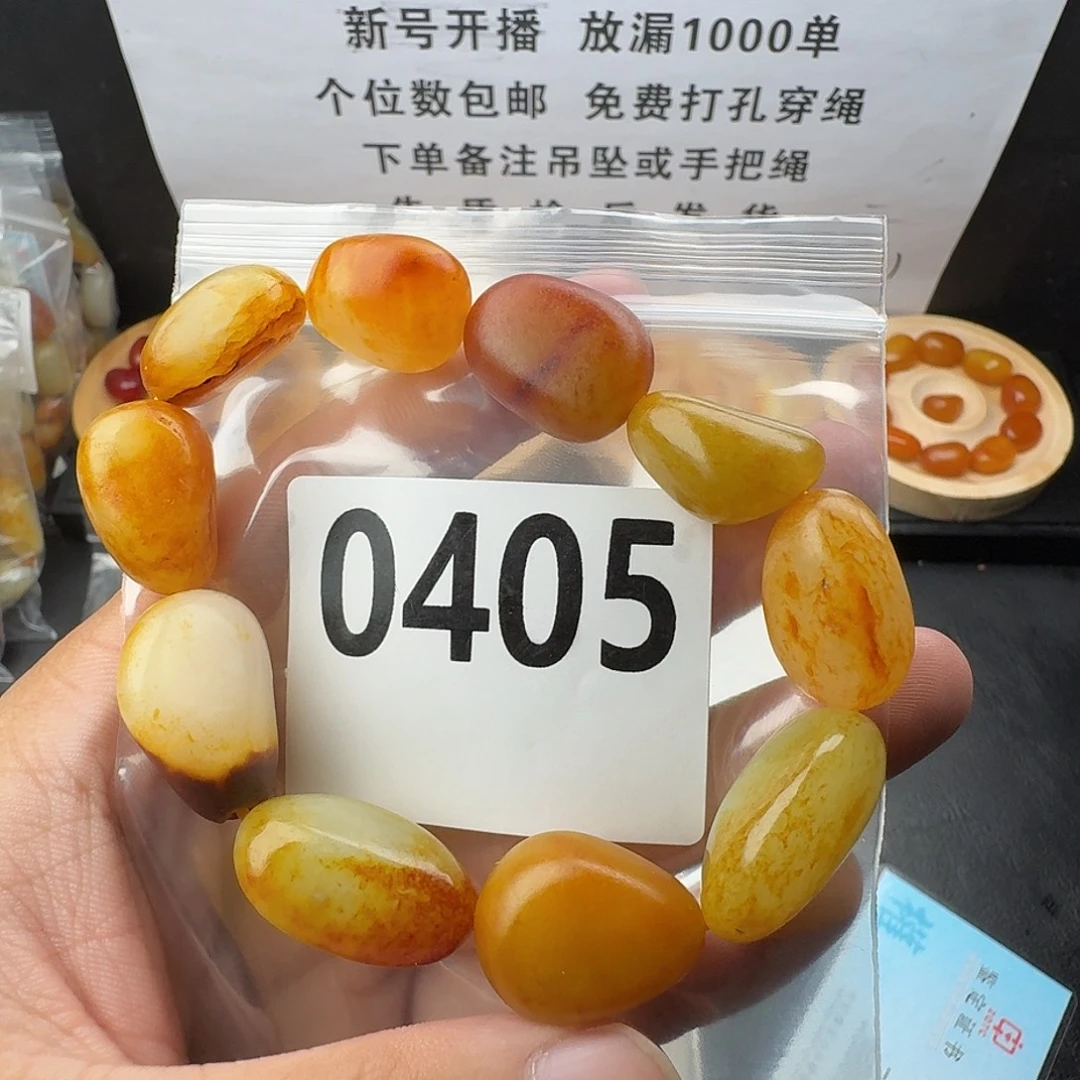 新号开播 放漏1000单
个位数包邮 免费打孔穿绳
下单备注吊坠或手把绳
0405